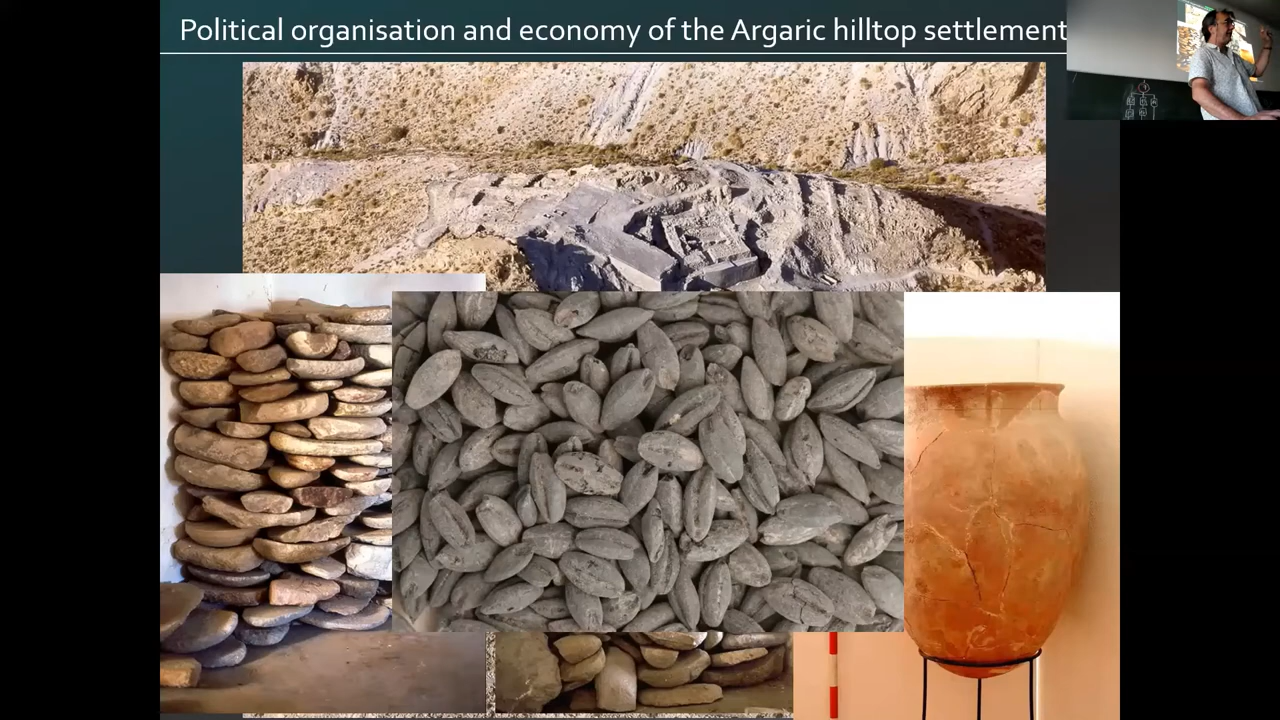 Political organisation and economy of the Argaric hilltop settlement